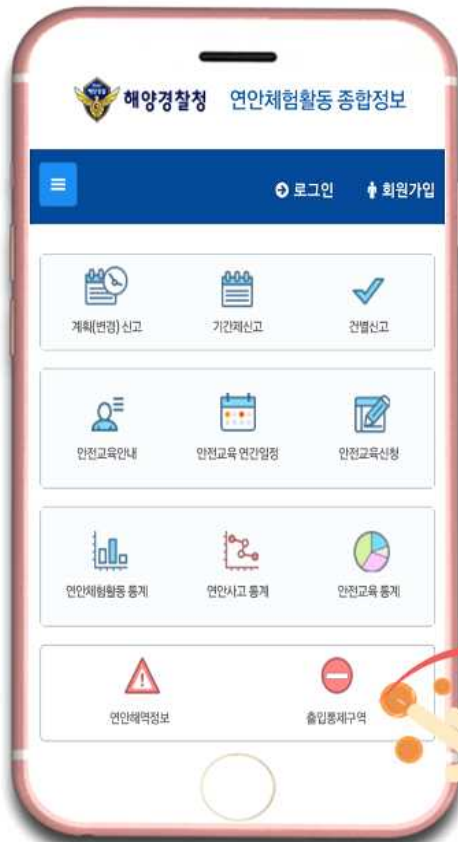 해양경찰청 연안체험활동 종합정보
로그인 회원가입
계획(변경) 신고 기간제신고 건별신고
안전교육안내 안전교육 연간일정 안전교육신청
연안체험활동 통계 연안사고 통계 안전교육 통계
연안해역정보 출입통제구역